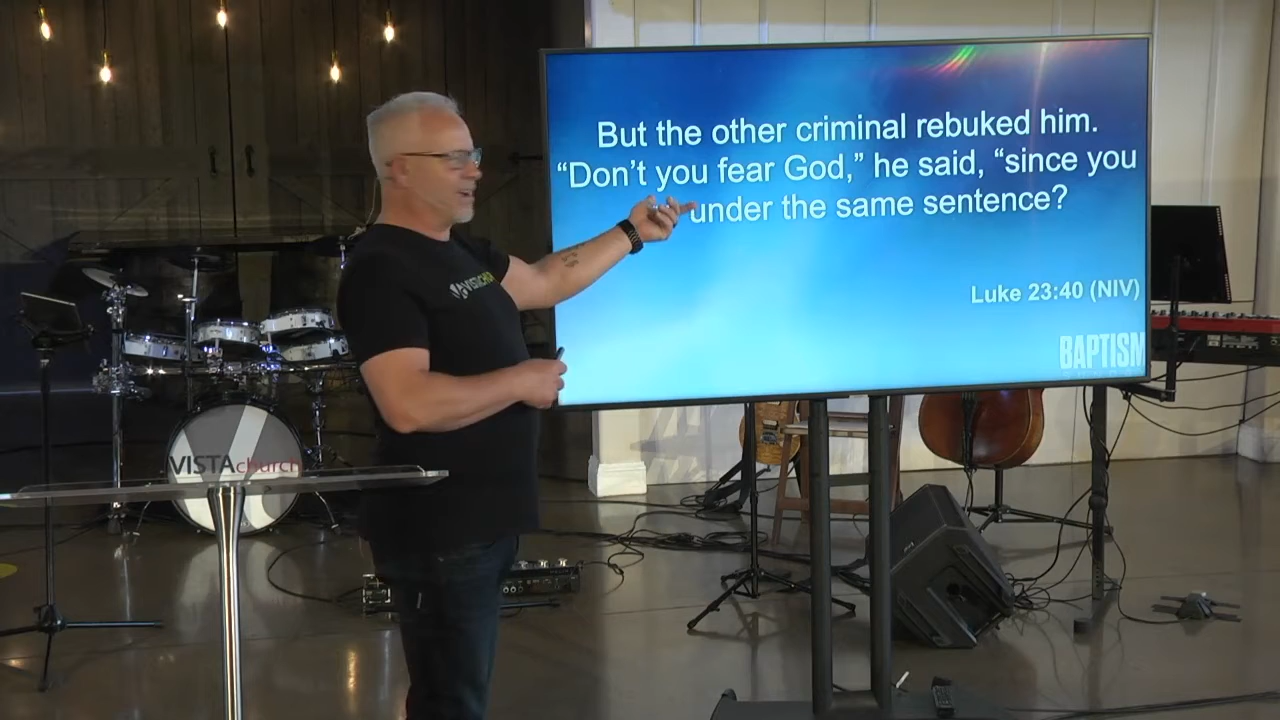 But the other criminal rebuked him.
“Don’t you fear God,” he said, “since you
under the same sentence?
Luke 23:40 (NIV)
BAPTISM
VISTACHUR
VISTAchurch